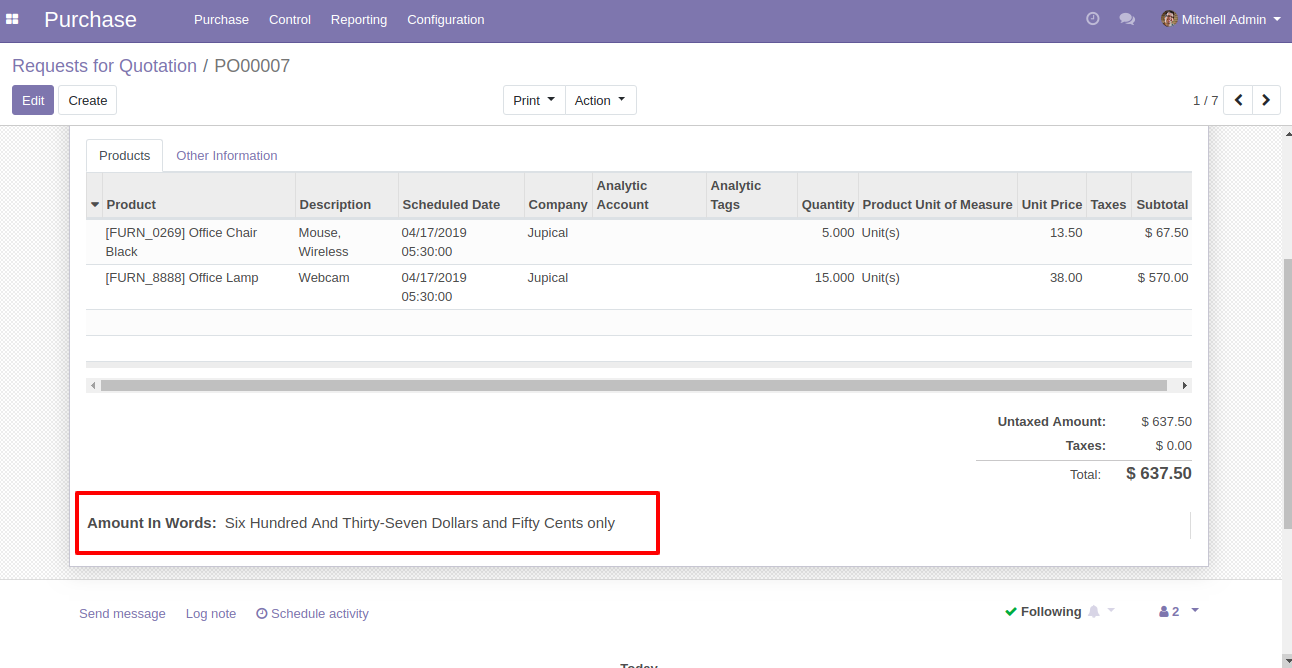 Purchase Purchase Control Reporting Configuration Mitchell Admin
Requests for Quotation / PO00007
Edit Create Print Action 1 / 7
Products Other Information
Product Description Scheduled Date Company Analytic Account Analytic Tags Quantity Product Unit of Measure Unit Price Taxes Subtotal
[FURN_0269] Office Chair Mouse, 04/17/2019 Jupical 5.000 Unit(s) 13.50 $ 67.50
Black Wireless 05:30:00
[FURN_8888] Office Lamp Webcam 04/17/2019 Jupical 15.000 Unit(s) 38.00 $ 570.00
05:30:00
Untaxed Amount: $ 637.50
Taxes: $ 0.00
Total: $ 637.50
Amount In Words: Six Hundred And Thirty-Seven Dollars and Fifty Cents only
Send message Log note Schedule activity Following 2
Today